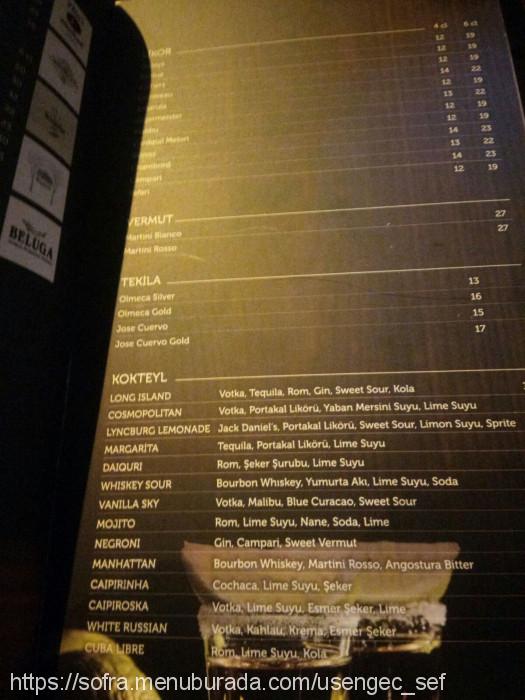 4 cl 6 cl
12 19
12 19
12 19
14 22
12 19
13 22
12 19
12 19
14 23
13 22
14 23
12 19
VERMUT
Martini Bianco 27
Martini Rosso 27
TEKİLA
Olmeca Silver 13
Olmeca Gold 16
Jose Cuervo 15
Jose Cuervo Gold 17
KOKTEYL
LONG ISLAND Votka, Tequila, Rom, Gin, Sweet Sour, Kola
COSMOPOLITAN Votka, Portakal Likörü, Yaban Mersini Suyu, Lime Suyu
LYNCBURG LEMONADE Jack Daniel's, Portakal Likörü, Sweet Sour, Limon Suyu, Sprite
MARGARITA Tequila, Portakal Likörü, Lime Suyu
DAIQURI Rom, Şeker Şurubu, Lime Suyu
WHISKEY SOUR Bourbon Whıskey, Yumurta Akı, Lime Suyu, Soda
VANILLA SKY Votka, Malibu, Blue Curacao, Sweet Sour
MOJITO Rom, Lime Suyu, Nane, Soda, Lime
NEGRONI Gin, Campari, Sweet Vermut
MANHATTAN Bourbon Whiskey, Martini Rosso, Angostura Bitter
CAIPIRINHA Cochaca, Lime Suyu, Şeker
CAIPIROSKA Votka, Lime Suyu, Esmer Şeker, Lime
WHITE RUSSIAN Votka, Kahlau, Krema, Esmer Şeker
CUBA LIBRE Rom, Lime Suyu, Kola
BELUGA
https://sofra.menuburada.com/usengec_sef